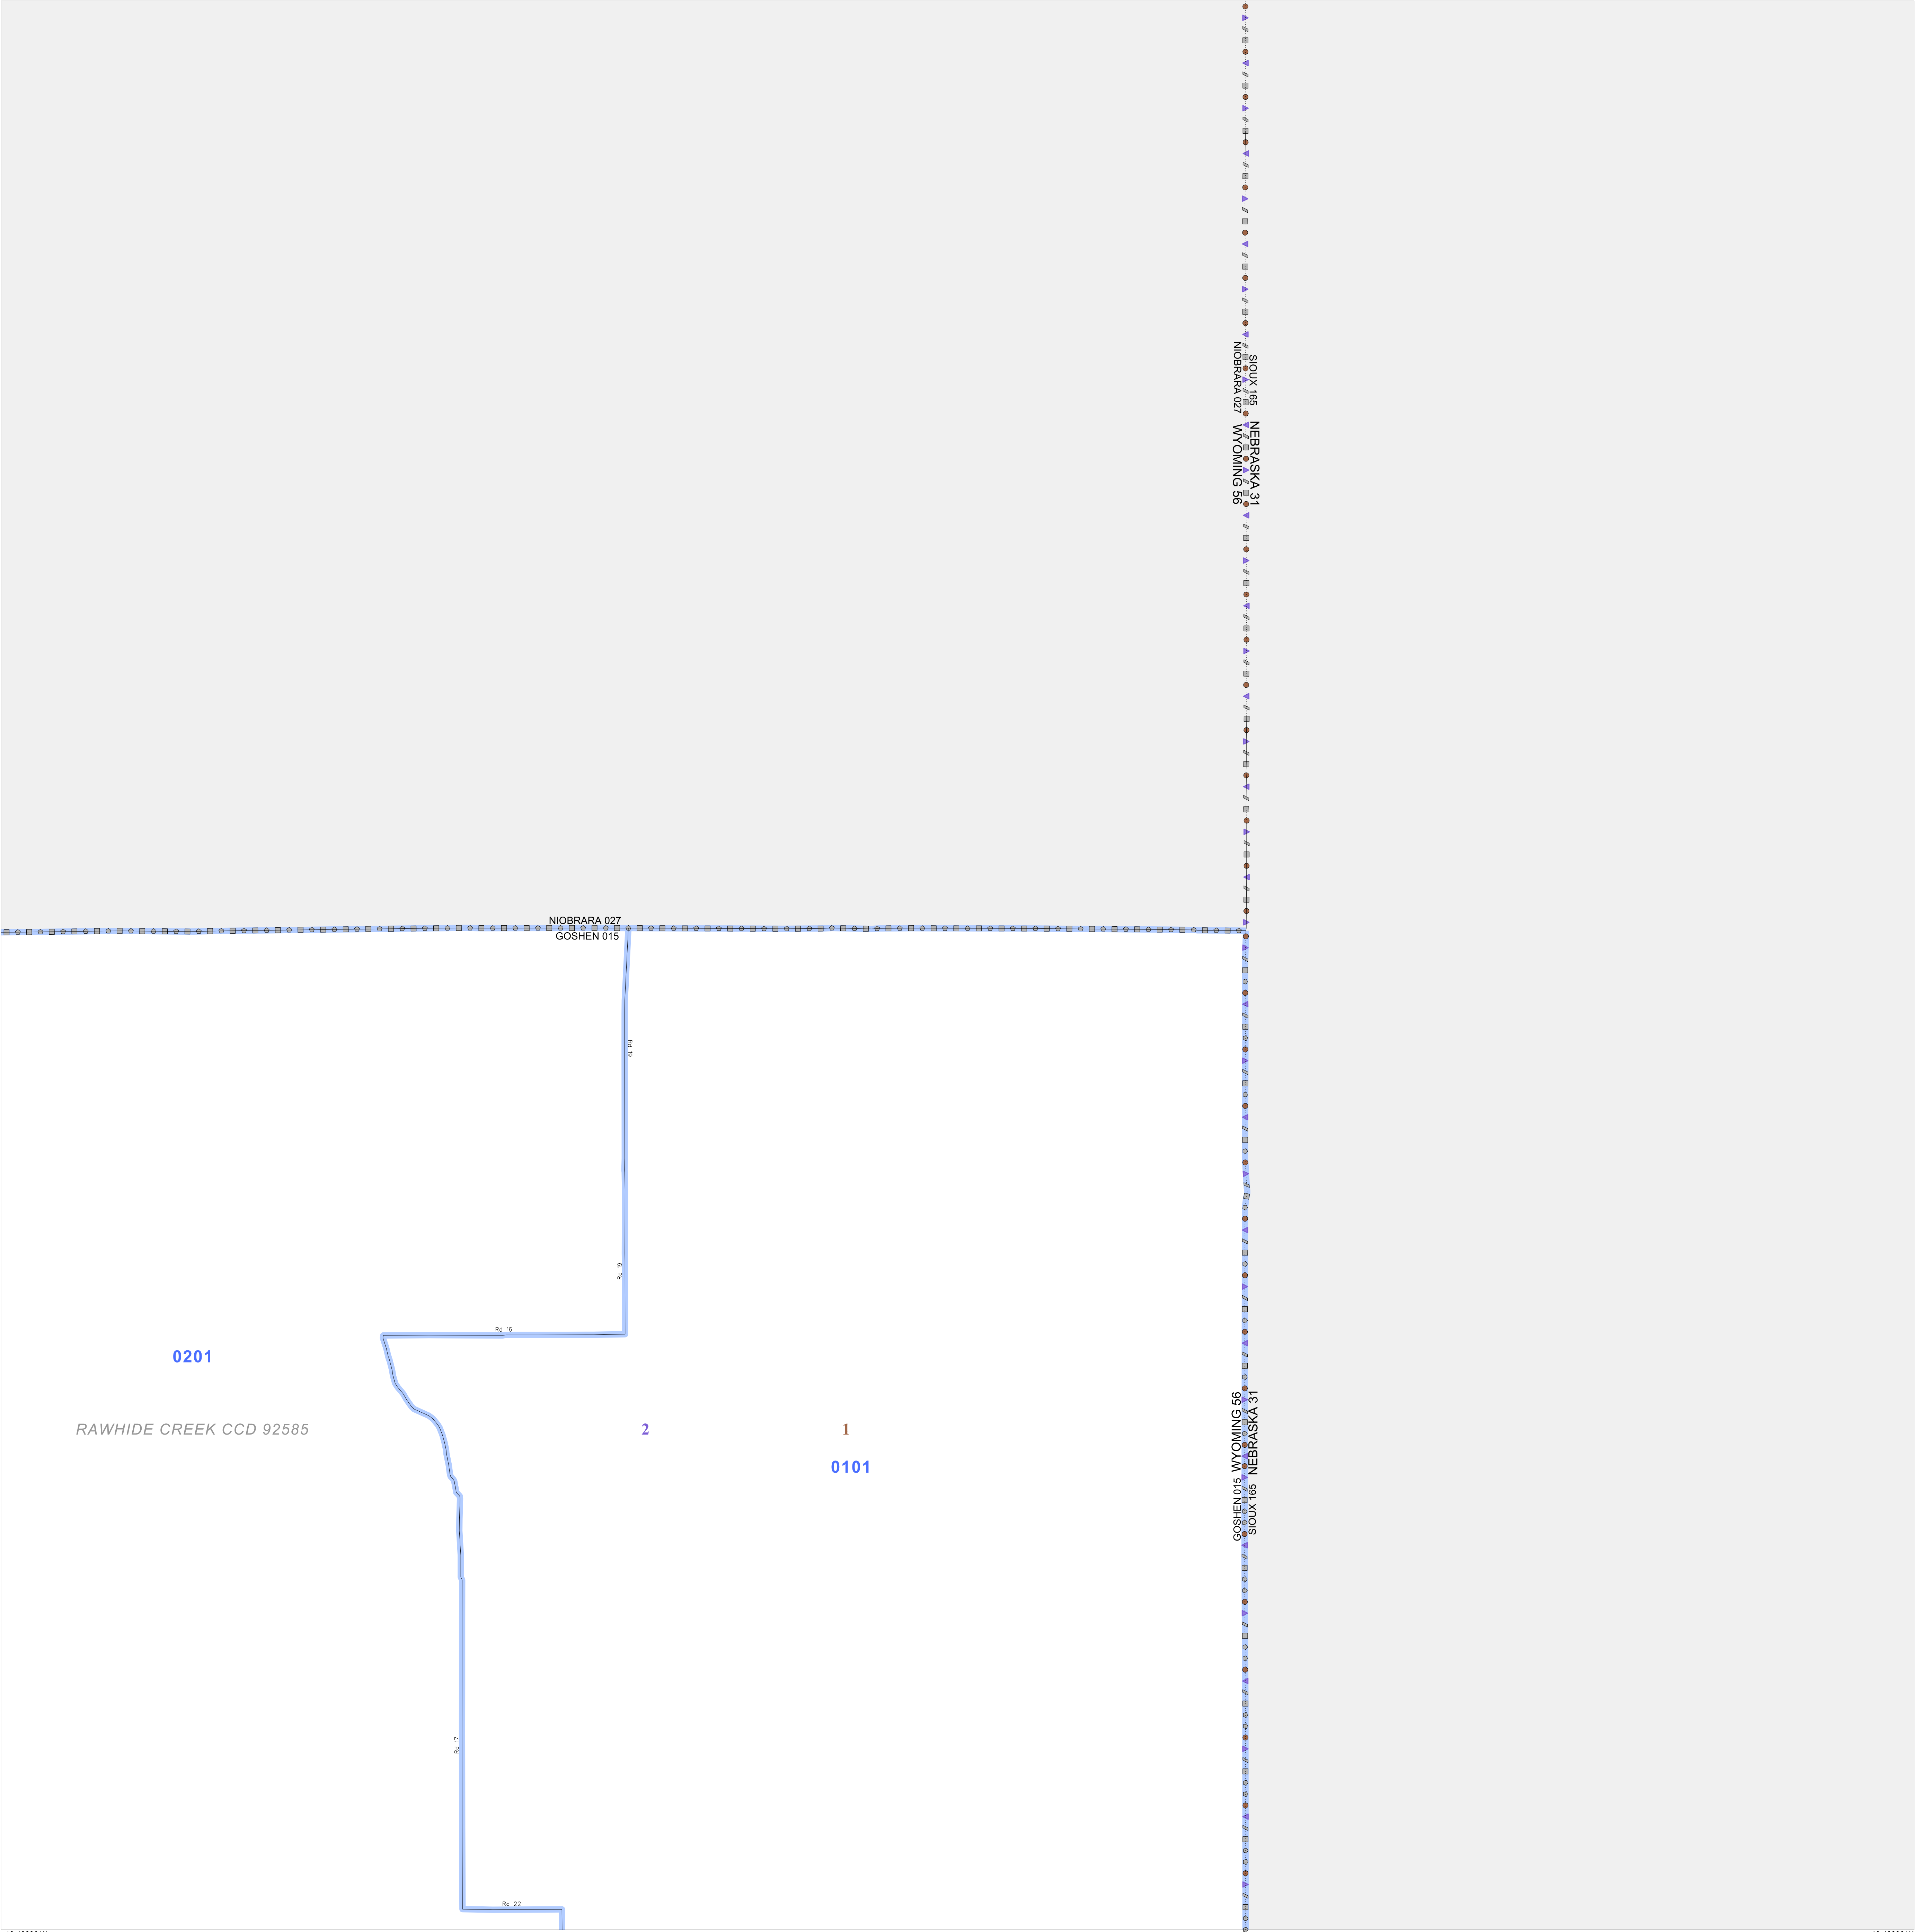 SIOUX 165 NEBRASKA 31
NIOBRARA 027 WYOMING 56
NIOBRARA 027
GOSHEN 015
Rd 19
Rd 19
Rd 16
0201
RAWHIDE CREEK CCD 92585
2
1
0101
GOSHEN 015 WYOMING 56
SIOUX 165 NEBRASKA 31
Rd 17
Rd 22